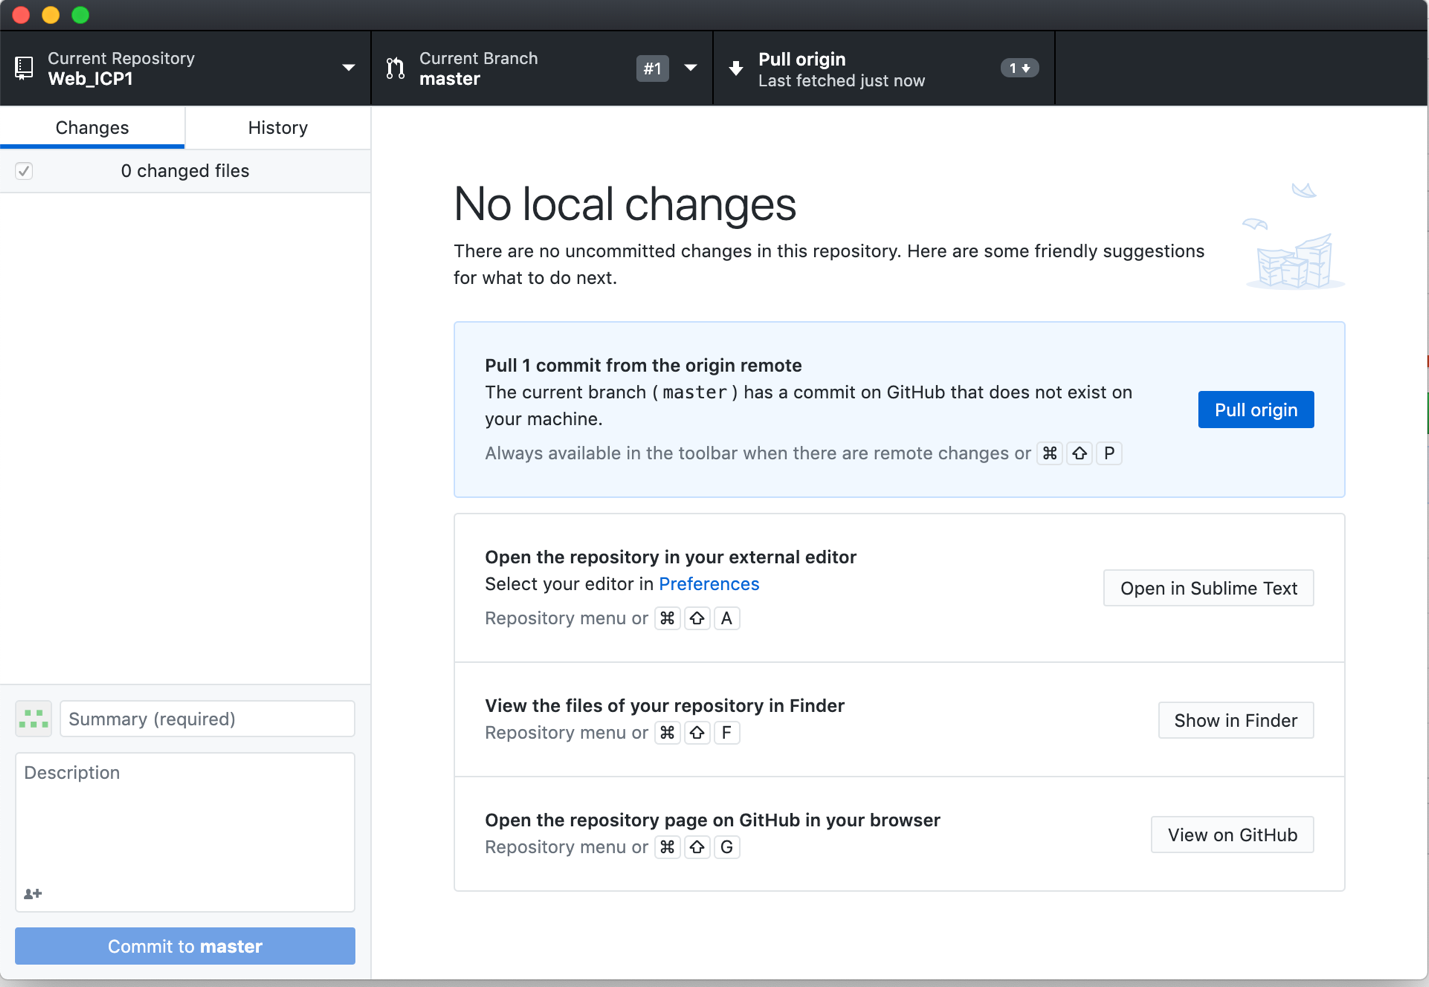 Current Repository
Web_ICP1
Current Branch
master
#1
Pull origin
Last fetched just now
1
Changes
History
0 changed files
No local changes
There are no uncommitted changes in this repository. Here are some friendly suggestions
for what to do next.
Pull 1 commit from the origin remote
The current branch (master) has a commit on GitHub that does not exist on
your machine.
Always available in the toolbar when there are remote changes or ⌘ ⇧ P
Pull origin
Open the repository in your external editor
Select your editor in Preferences
Repository menu or ⌘ ⇧ A
Open in Sublime Text
View the files of your repository in Finder
Repository menu or ⌘ ⇧ F
Show in Finder
Open the repository page on GitHub in your browser
Repository menu or ⌘ ⇧ G
View on GitHub
Summary (required)
Description
Commit to master